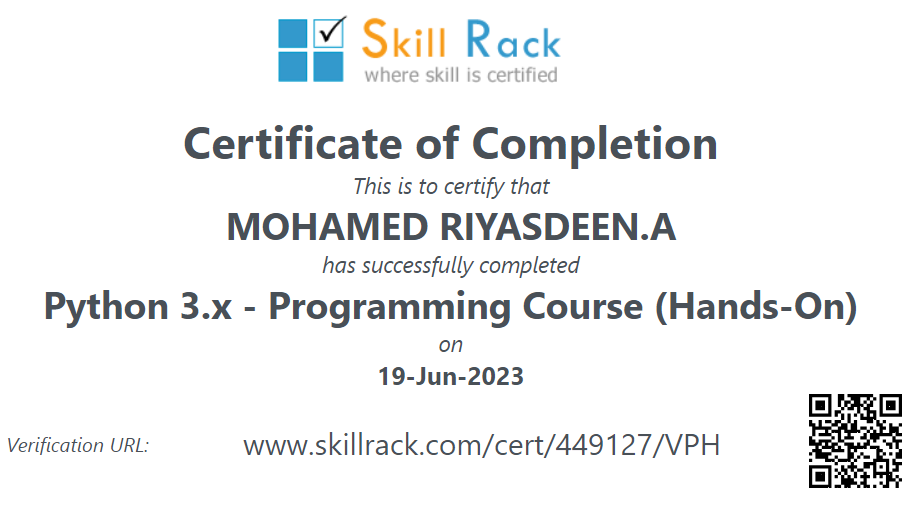 Skill Rack
where skill is certified
Certificate of Completion
This is to certify that
MOHAMED RIYASDEEN.A
has successfully completed
Python 3.x - Programming Course (Hands-On)
on
19-Jun-2023
Verification URL: www.skillrack.com/cert/449127/VPH